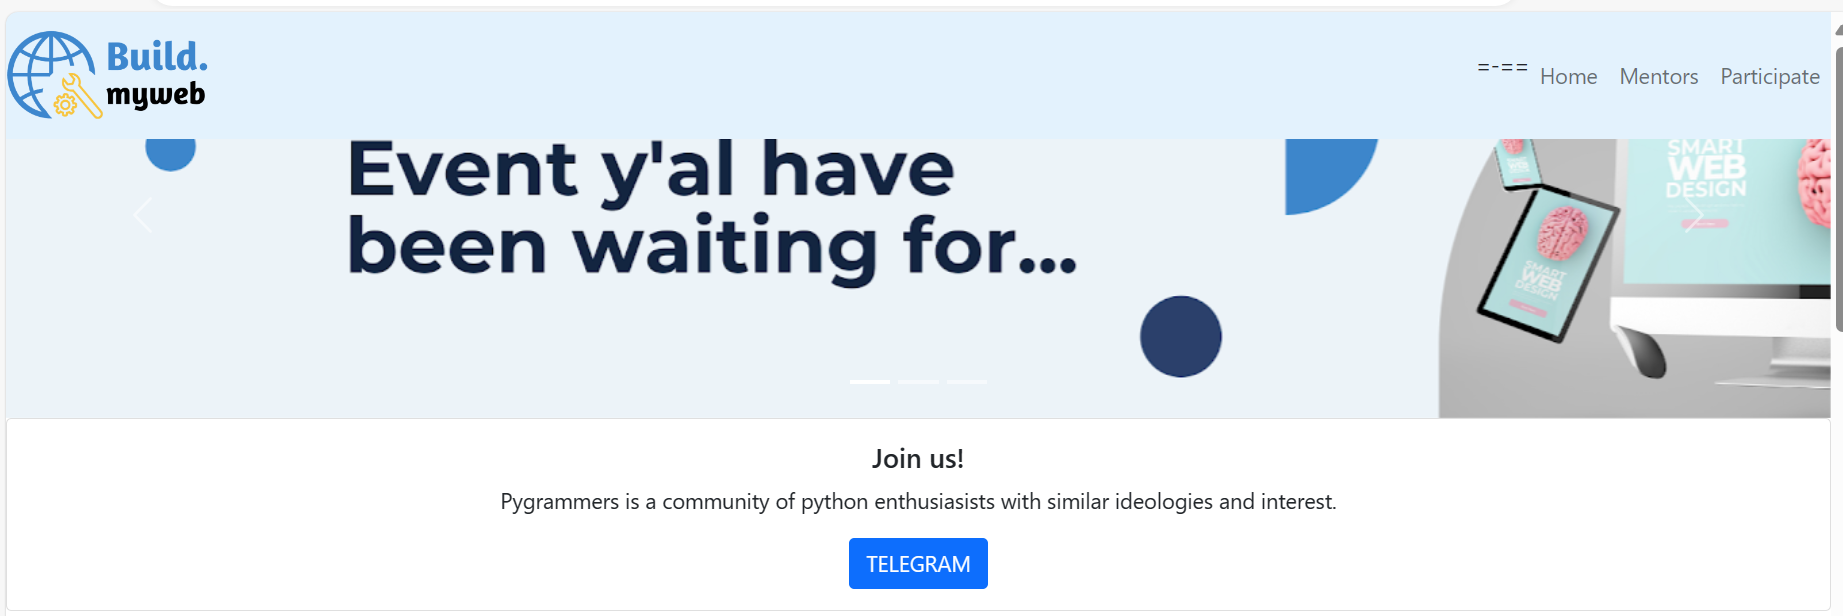 Build.
myweb
=-== Home Mentors Participate
Event y'al have
been waiting for...
SMART
WEB
DESIGN
SMART
WEB
DESIGN
Join us!
Pygrammers is a community of python enthusiasists with similar ideologies and interest.
TELEGRAM